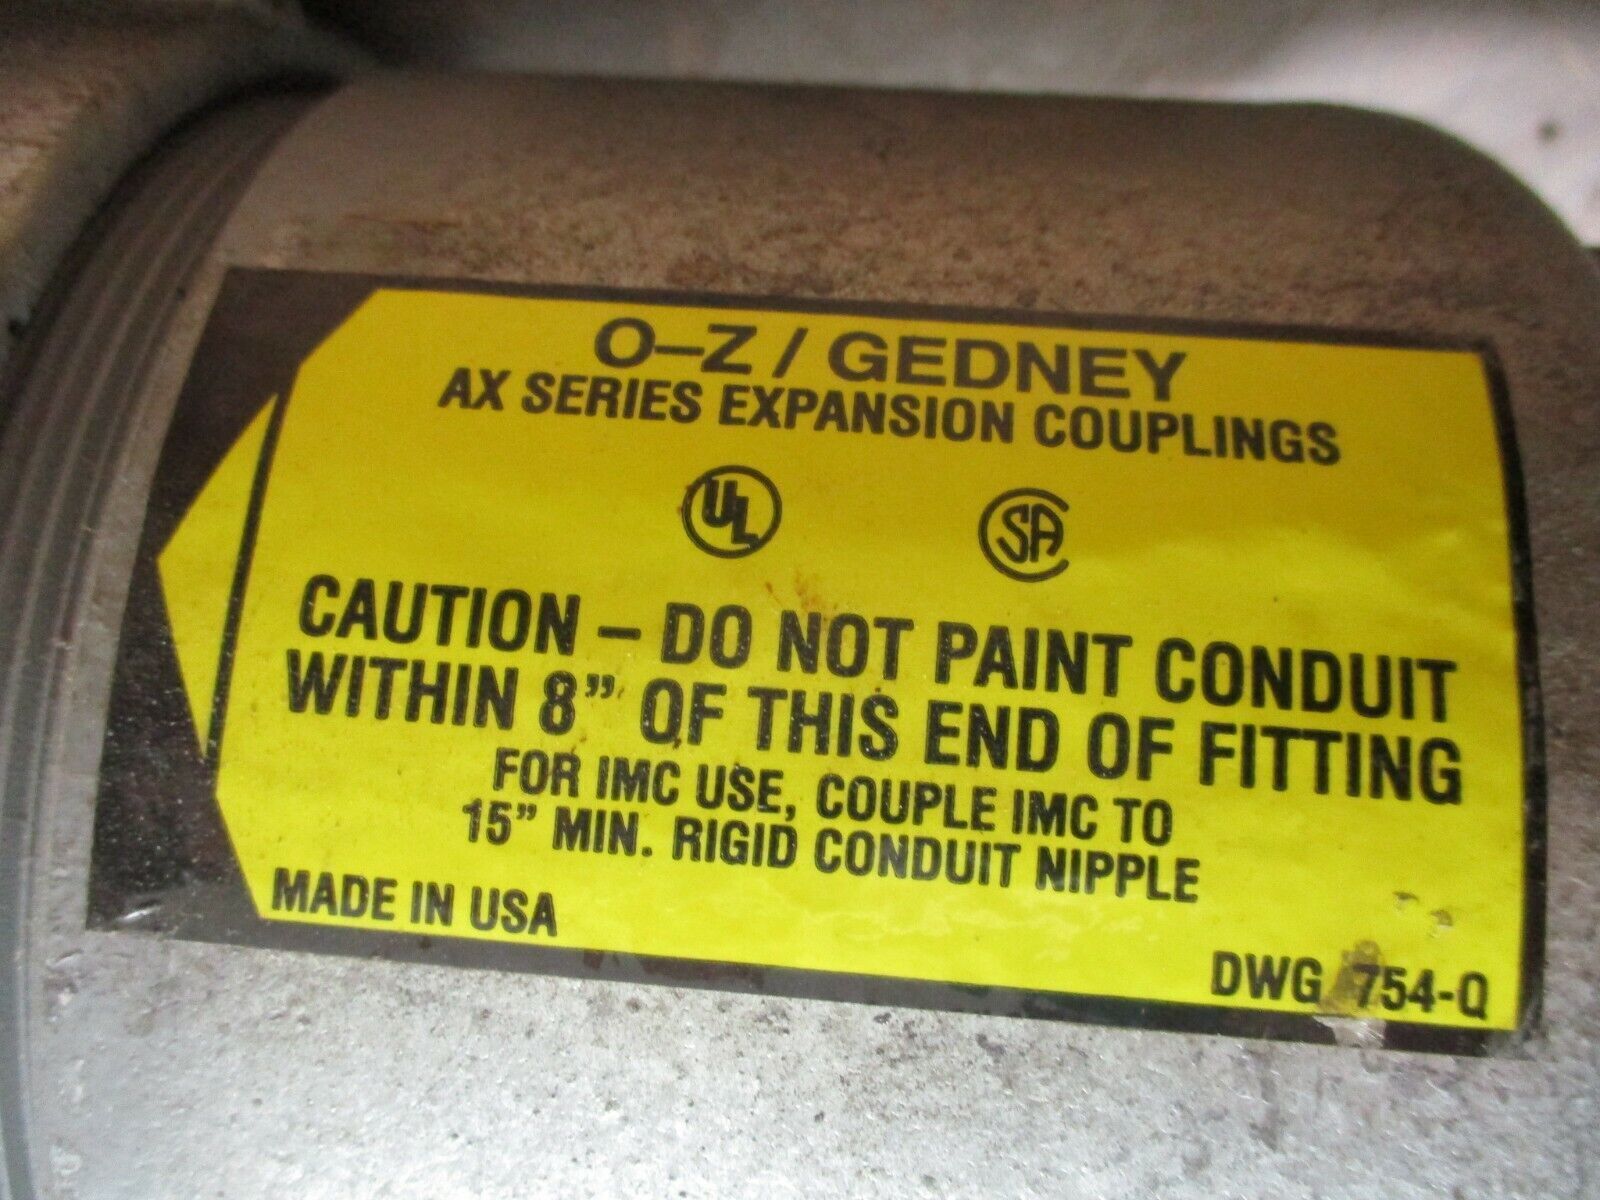 O-Z / GEDNEY
AX SERIES EXPANSION COUPLINGS
UL SA
CAUTION – DO NOT PAINT CONDUIT
WITHIN 8" OF THIS END OF FITTING
FOR IMC USE, COUPLE IMC TO
15" MIN. RIGID CONDUIT NIPPLE
MADE IN USA
DWG 754-Q